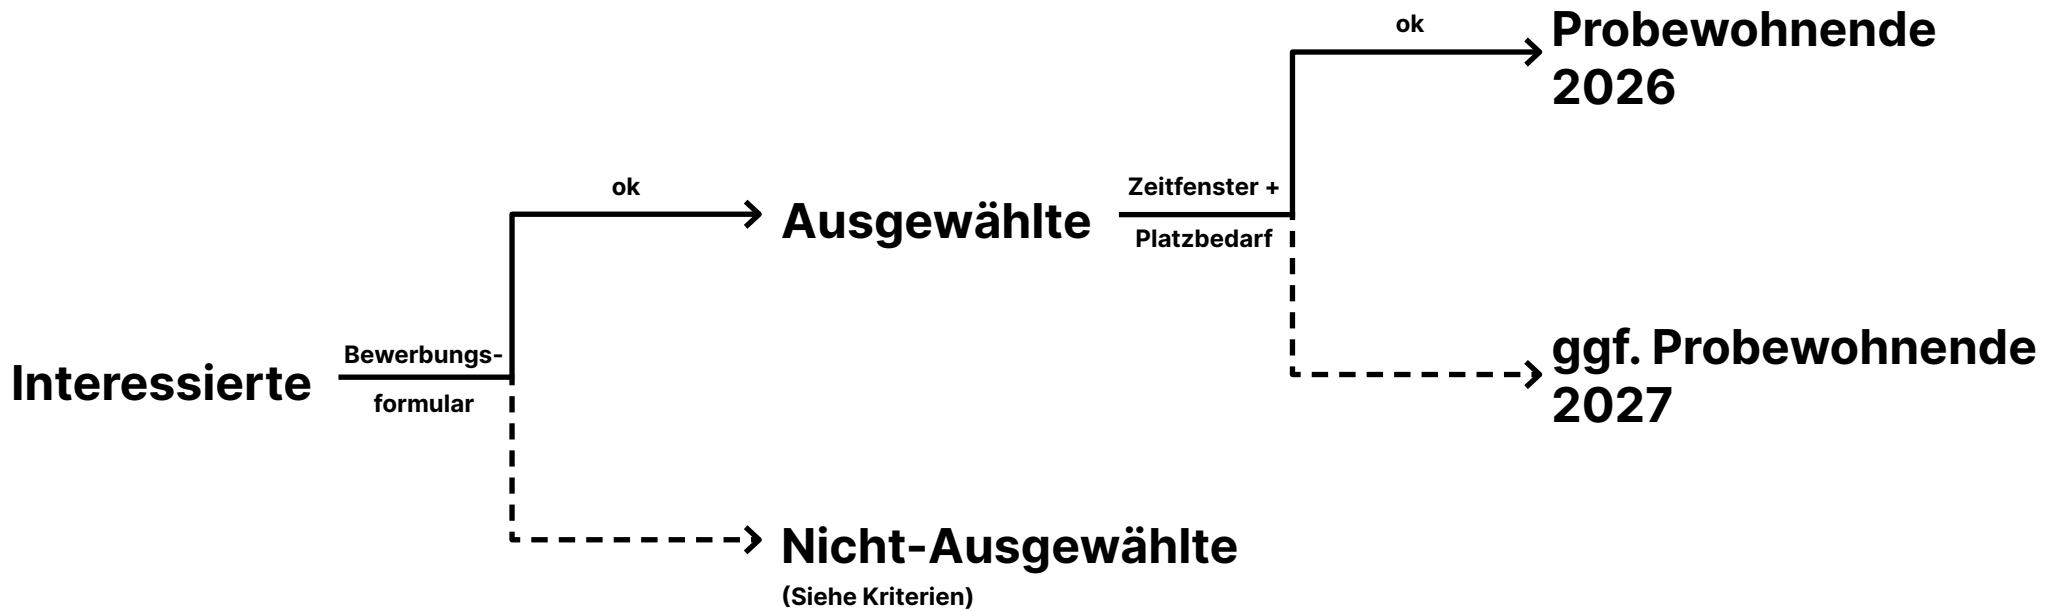 Interessierte
Bewerbungs-
formular
ok
Ausgewählte
Nicht-Ausgewählte
(Siehe Kriterien)
Zeitfenster +
Platzbedarf
ok
Probewohnende
2026
ggf. Probewohnende
2027